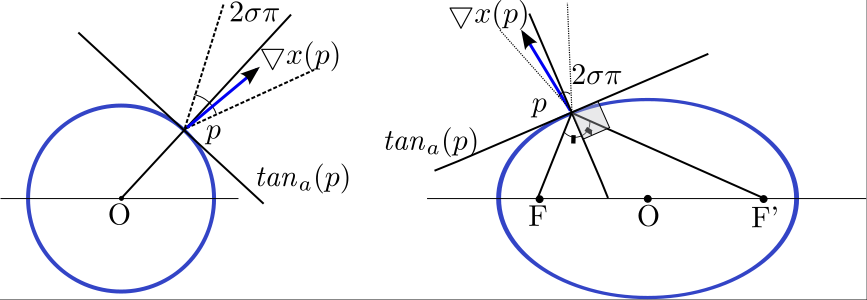 2σπ
▽x(p)
p
tan_a(p)
O
▽x(p)
2σπ
p
tan_a(p)
F
O
F'